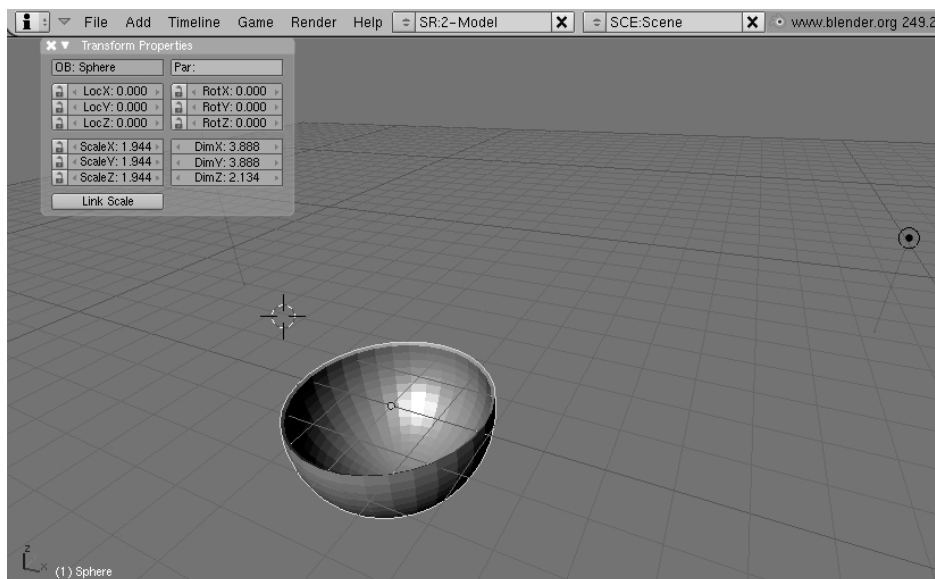 File Add Timeline Game Render Help SR:2-Model SCE:Scene www.blender.org 249.2
Transform Properties
OB: Sphere Par:
LocX: 0.000 RotX: 0.000
LocY: 0.000 RotY: 0.000
LocZ: 0.000 RotZ: 0.000
ScaleX: 1.944 DimX: 3.888
ScaleY: 1.944 DimY: 3.888
ScaleZ: 1.944 DimZ: 2.134
Link Scale
z
x
(1) Sphere